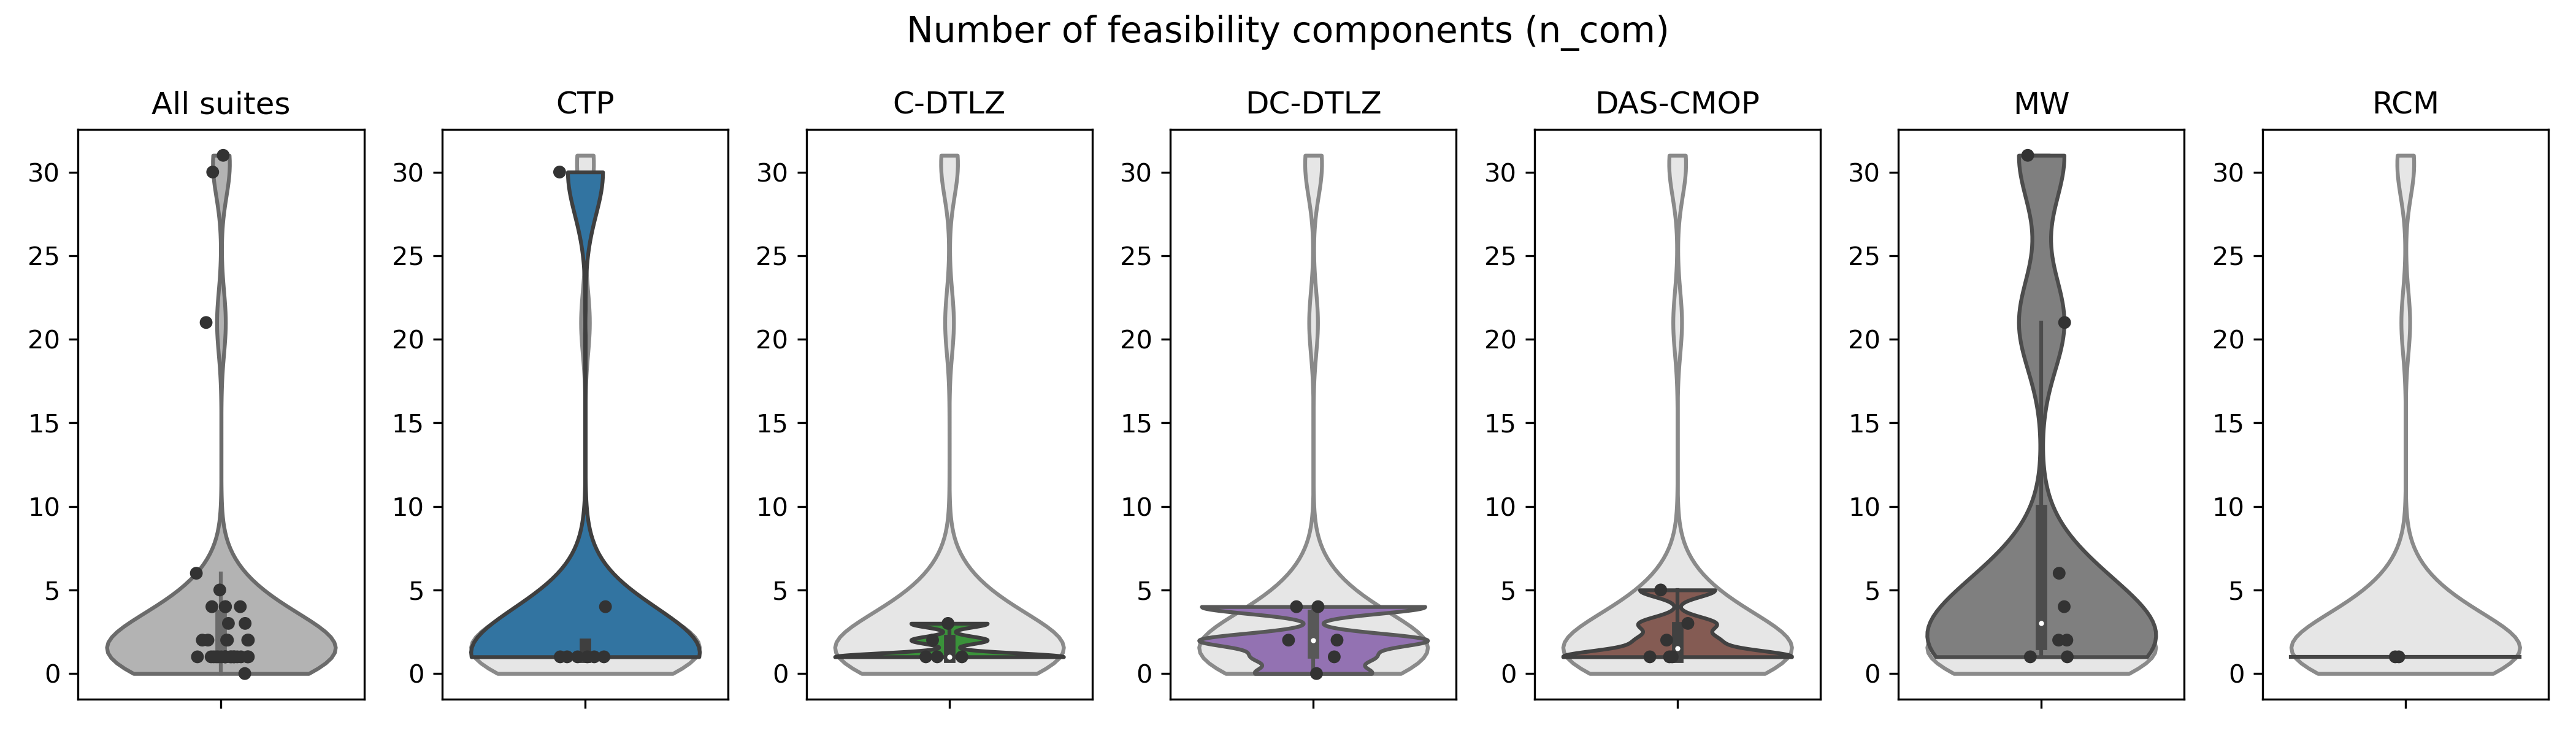 Number of feasibility components (n_com)
All suites CTP C-DTLZ DC-DTLZ DAS-CMOP MW RCM
30 30 30 30 30 30 30
25 25 25 25 25 25 25
20 20 20 20 20 20 20
15 15 15 15 15 15 15
10 10 10 10 10 10 10
5 5 5 5 5 5 5
0 0 0 0 0 0 0